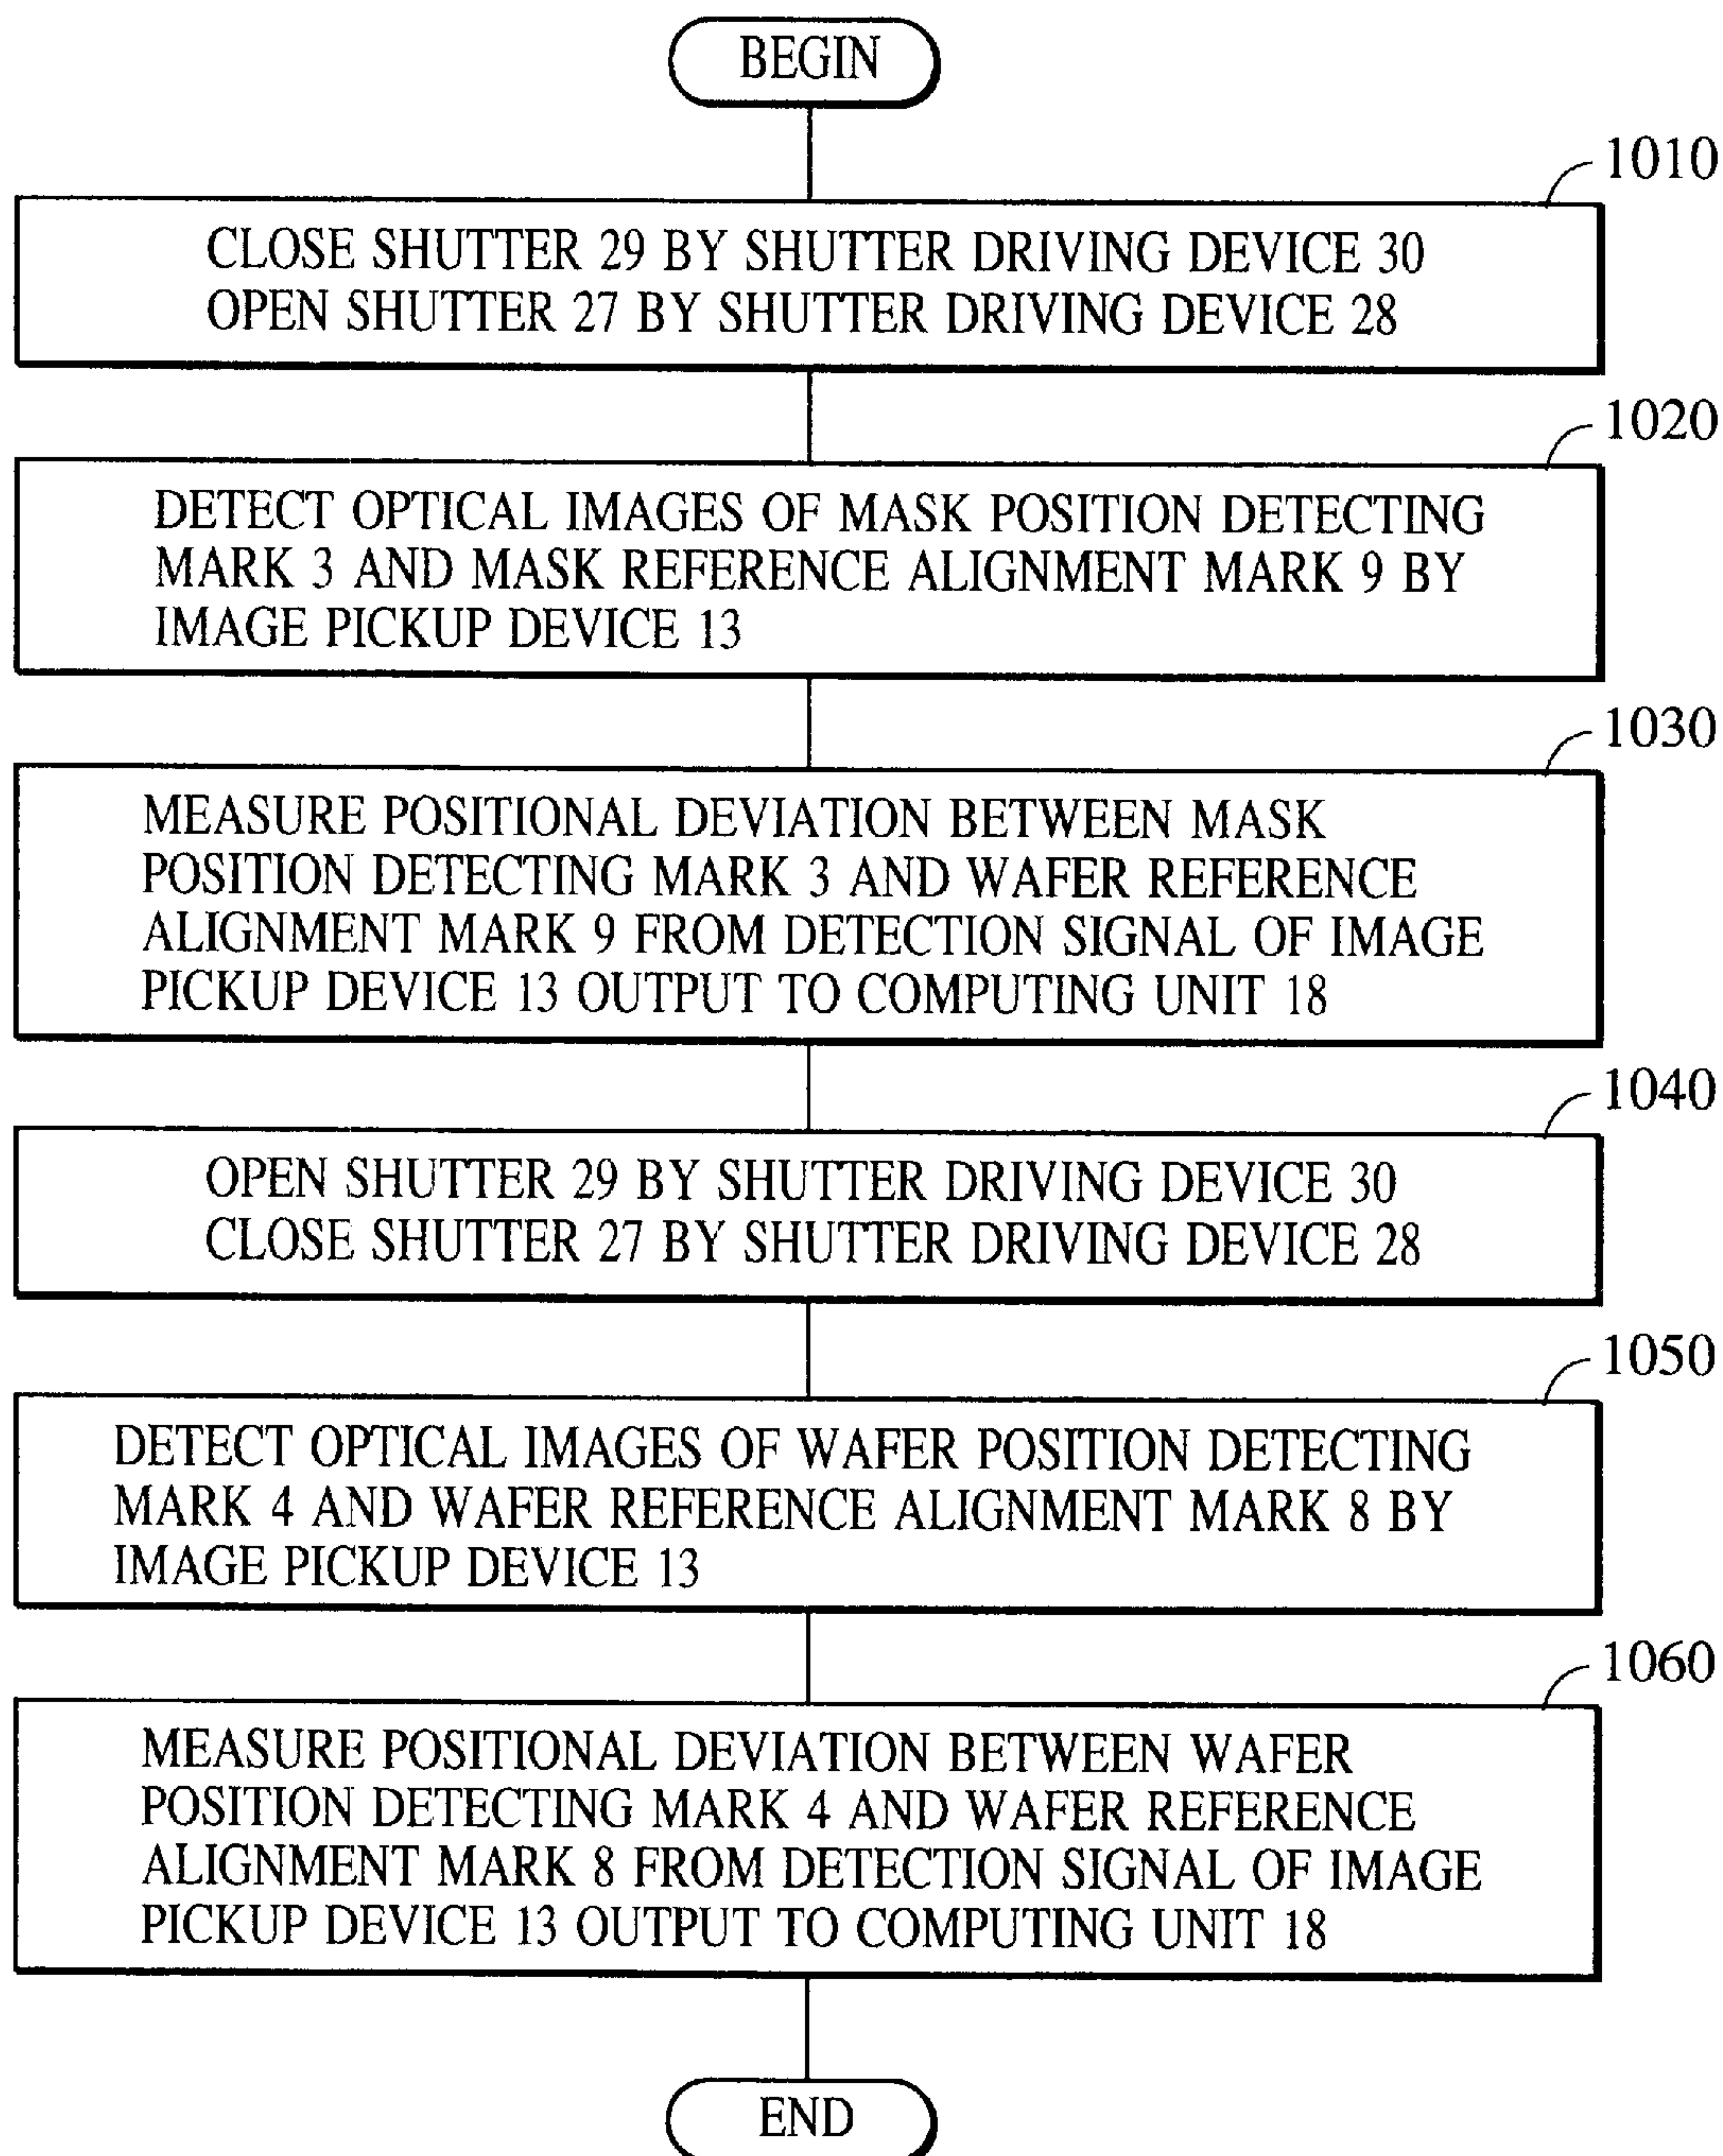 BEGIN
1010
CLOSE SHUTTER 29 BY SHUTTER DRIVING DEVICE 30
OPEN SHUTTER 27 BY SHUTTER DRIVING DEVICE 28
1020
DETECT OPTICAL IMAGES OF MASK POSITION DETECTING
MARK 3 AND MASK REFERENCE ALIGNMENT MARK 9 BY
IMAGE PICKUP DEVICE 13
1030
MEASURE POSITIONAL DEVIATION BETWEEN MASK
POSITION DETECTING MARK 3 AND WAFER REFERENCE
ALIGNMENT MARK 9 FROM DETECTION SIGNAL OF IMAGE
PICKUP DEVICE 13 OUTPUT TO COMPUTING UNIT 18
1040
OPEN SHUTTER 29 BY SHUTTER DRIVING DEVICE 30
CLOSE SHUTTER 27 BY SHUTTER DRIVING DEVICE 28
1050
DETECT OPTICAL IMAGES OF WAFER POSITION DETECTING
MARK 4 AND WAFER REFERENCE ALIGNMENT MARK 8 BY
IMAGE PICKUP DEVICE 13
1060
MEASURE POSITIONAL DEVIATION BETWEEN WAFER
POSITION DETECTING MARK 4 AND WAFER REFERENCE
ALIGNMENT MARK 8 FROM DETECTION SIGNAL OF IMAGE
PICKUP DEVICE 13 OUTPUT TO COMPUTING UNIT 18
END